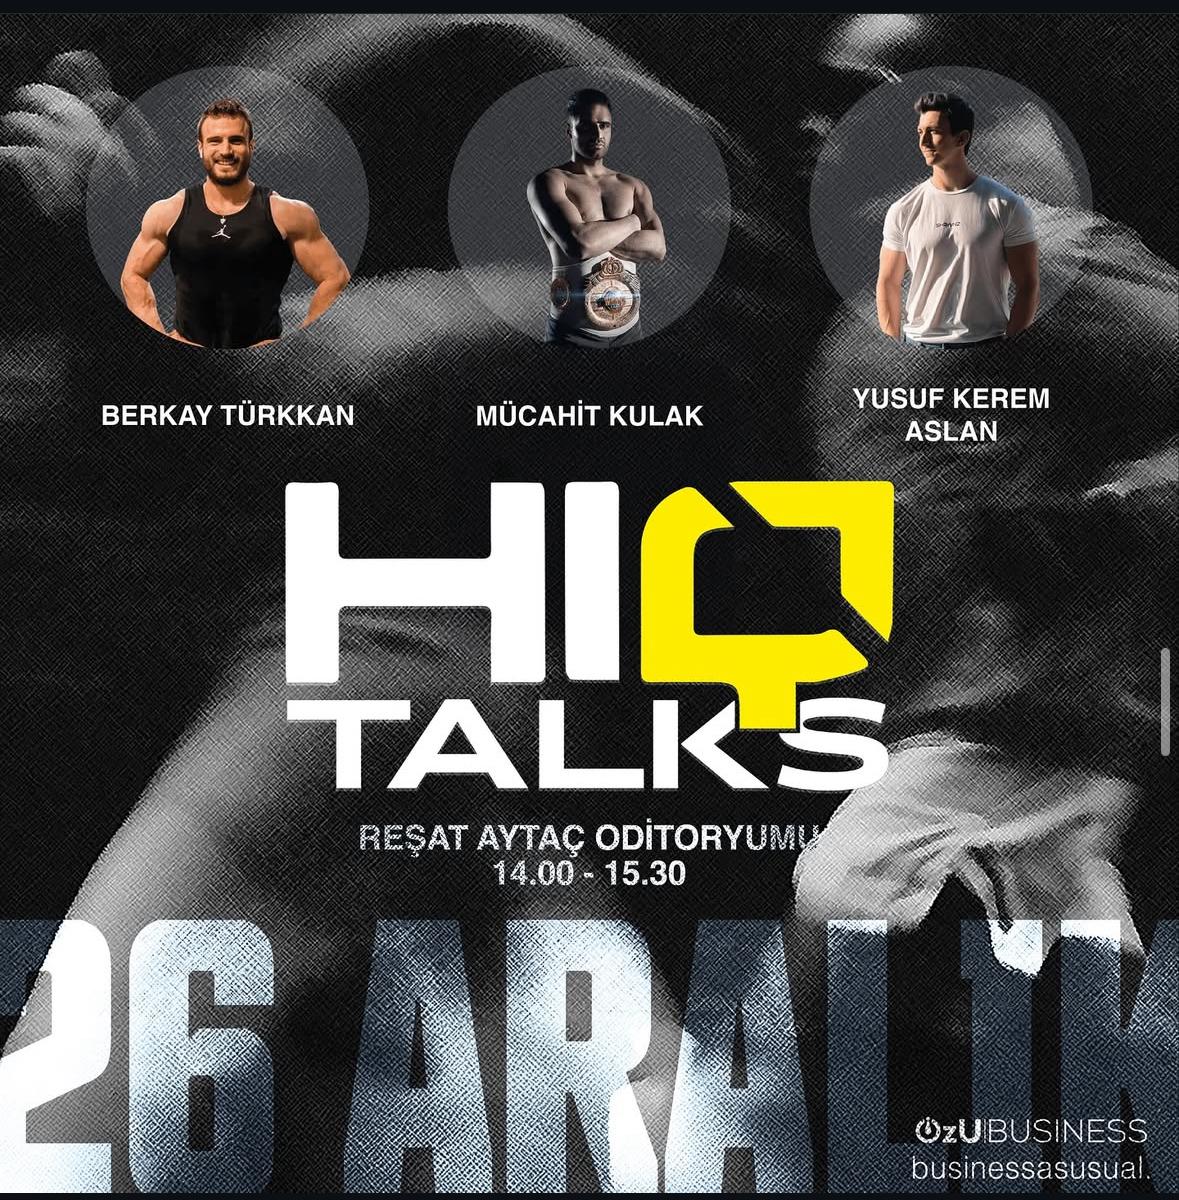 BERKAY TÜRKKAN
MÜCAHİT KULAK
YUSUF KEREM
ASLAN
HIQ
TALKS
REŞAT AYTAÇ ODİTORYUMU
14.00 - 15.30
26 ARALIK
ÖzU|BUSINESS
businessasusual.